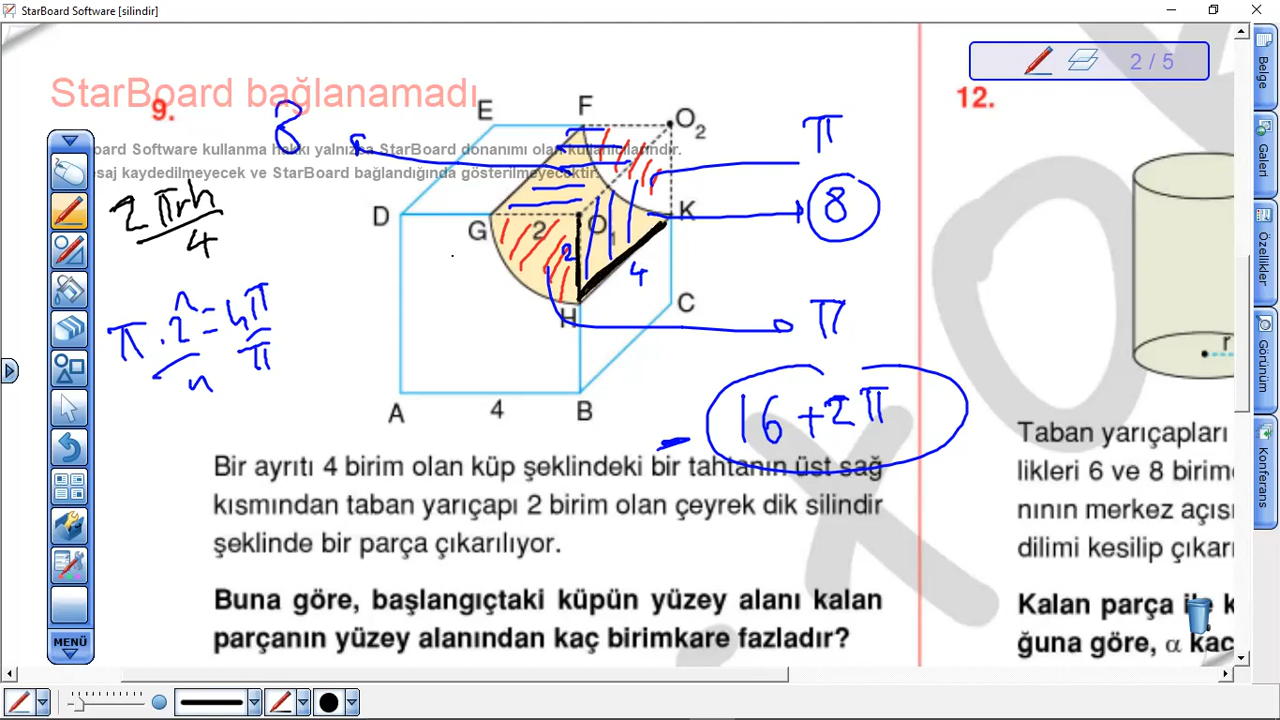 StarBoard Software [silindir]
2 / 5
StarBoard bağlanamadı
9.
12.
Board Software kullanma hakkı yalnızca StarBoard donanımı olan kullanıcılarındır.
esaj kaydedilmeyecek ve StarBoard bağlandığında gösterilmeyecektir.
E
F
O2
D
G
2
O1
K
2
4
H
C
A
4
B
8
π
8
π
2πrh
4
π.2²=4π
π
16+2π
Bir ayrıtı 4 birim olan küp şeklindeki bir tahtanın üst sağ
kısmından taban yarıçapı 2 birim olan çeyrek dik silindir
şeklinde bir parça çıkarılıyor.
Buna göre, başlangıçtaki küpün yüzey alanı kalan
parçanın yüzey alanından kaç birimkare fazladır?
r
Taban yarıçapları
likleri 6 ve 8 birim
nının merkez açısı
dilimi kesilip çıkarı
Kalan parça ile k
ğuna göre, α kaç
MENÜ
Belge
Galeri
Özellikler
Görünüm
Konferans